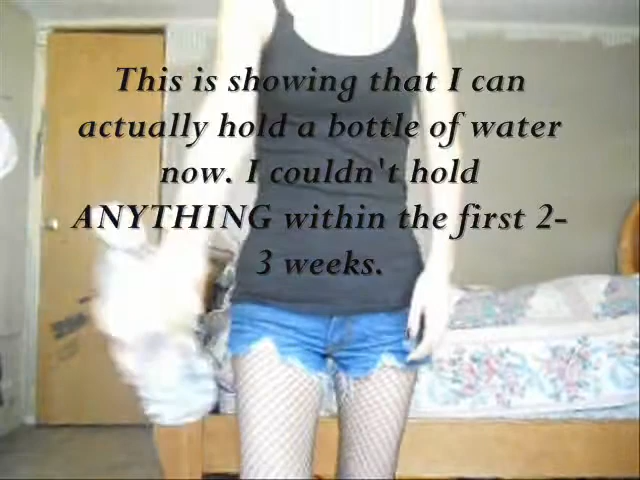 This is showing that I can
actually hold a bottle of water
now. I couldn't hold
ANYTHING within the first 2-
3 weeks.